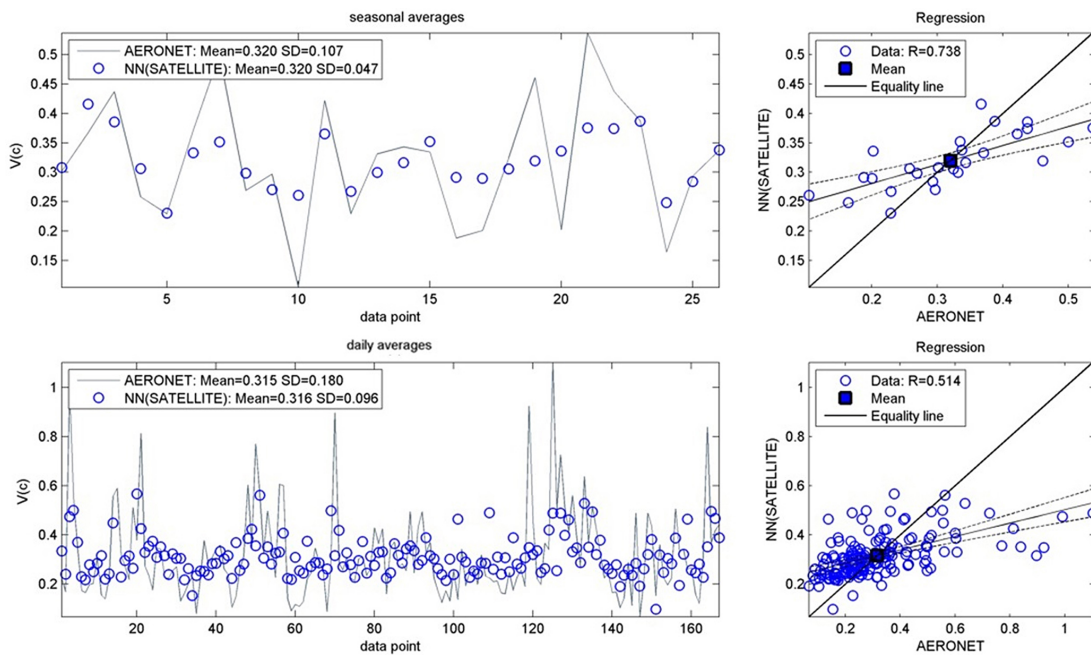 seasonal averages
AERONET: Mean=0.320 SD=0.107
NN(SATELLITE): Mean=0.320 SD=0.047
V(c)
0.5
0.45
0.4
0.35
0.3
0.25
0.2
0.15
5 10 15 20 25
data point
Regression
Data: R=0.738
Mean
Equality line
NN(SATELLITE)
0.5
0.45
0.4
0.35
0.3
0.25
0.2
0.15
0.2 0.3 0.4 0.5
AERONET
daily averages
AERONET: Mean=0.315 SD=0.180
NN(SATELLITE): Mean=0.316 SD=0.096
V(c)
1
0.8
0.6
0.4
0.2
20 40 60 80 100 120 140 160
data point
Regression
Data: R=0.514
Mean
Equality line
NN(SATELLITE)
1
0.8
0.6
0.4
0.2
0.2 0.4 0.6 0.8 1
AERONET